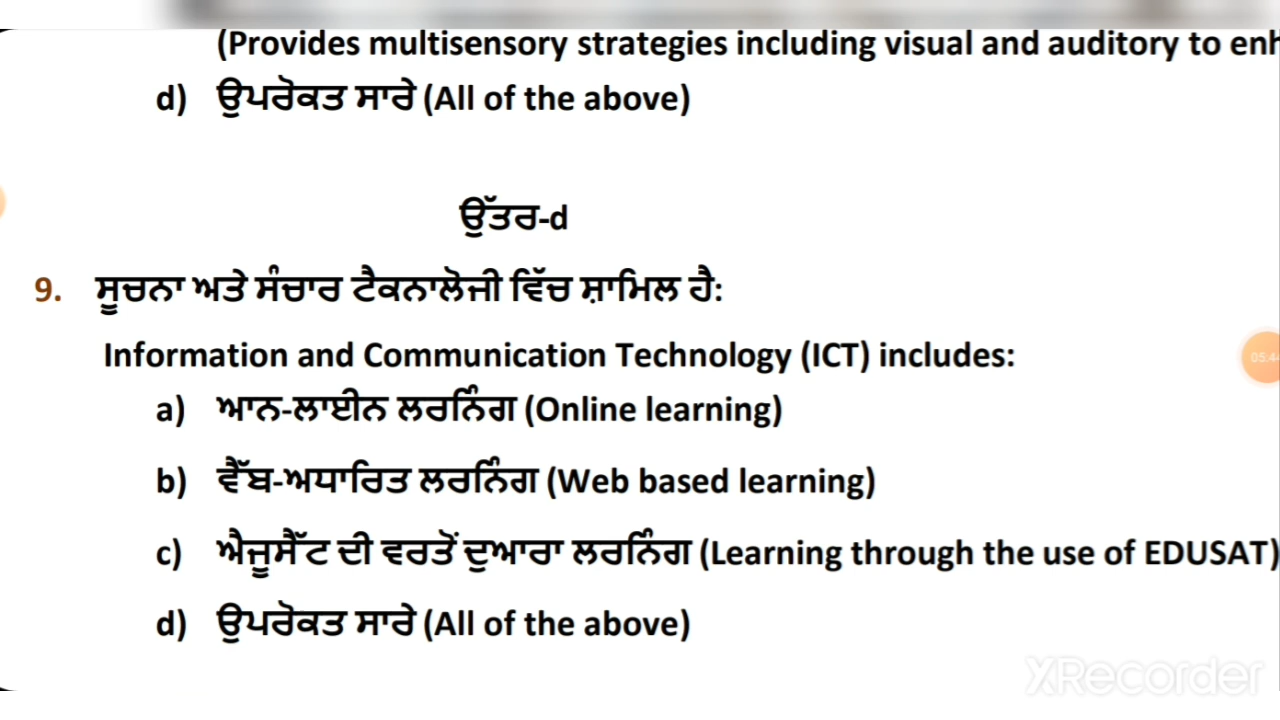 (Provides multisensory strategies including visual and auditory to
d) ਉਪਰੋਕਤ ਸਾਰੇ (All of the above)
ਉੱਤਰ-d
9. ਸੂਚਨਾ ਅਤੇ ਸੰਚਾਰ ਟੈਕਨਾਲੋਜੀ ਵਿੱਚ ਸ਼ਾਮਿਲ ਹੈ:
Information and Communication Technology (ICT) includes:
a) ਆਨ-ਲਾਈਨ ਲਰਨਿੰਗ (Online learning)
b) ਵੈੱਬ-ਅਧਾਰਿਤ ਲਰਨਿੰਗ (Web based learning)
c) ਐਜੂਸੈੱਟ ਦੀ ਵਰਤੋਂ ਦੁਆਰਾ ਲਰਨਿੰਗ (Learning through the use of EDUSAT)
d) ਉਪਰੋਕਤ ਸਾਰੇ (All of the above)
XRecorder